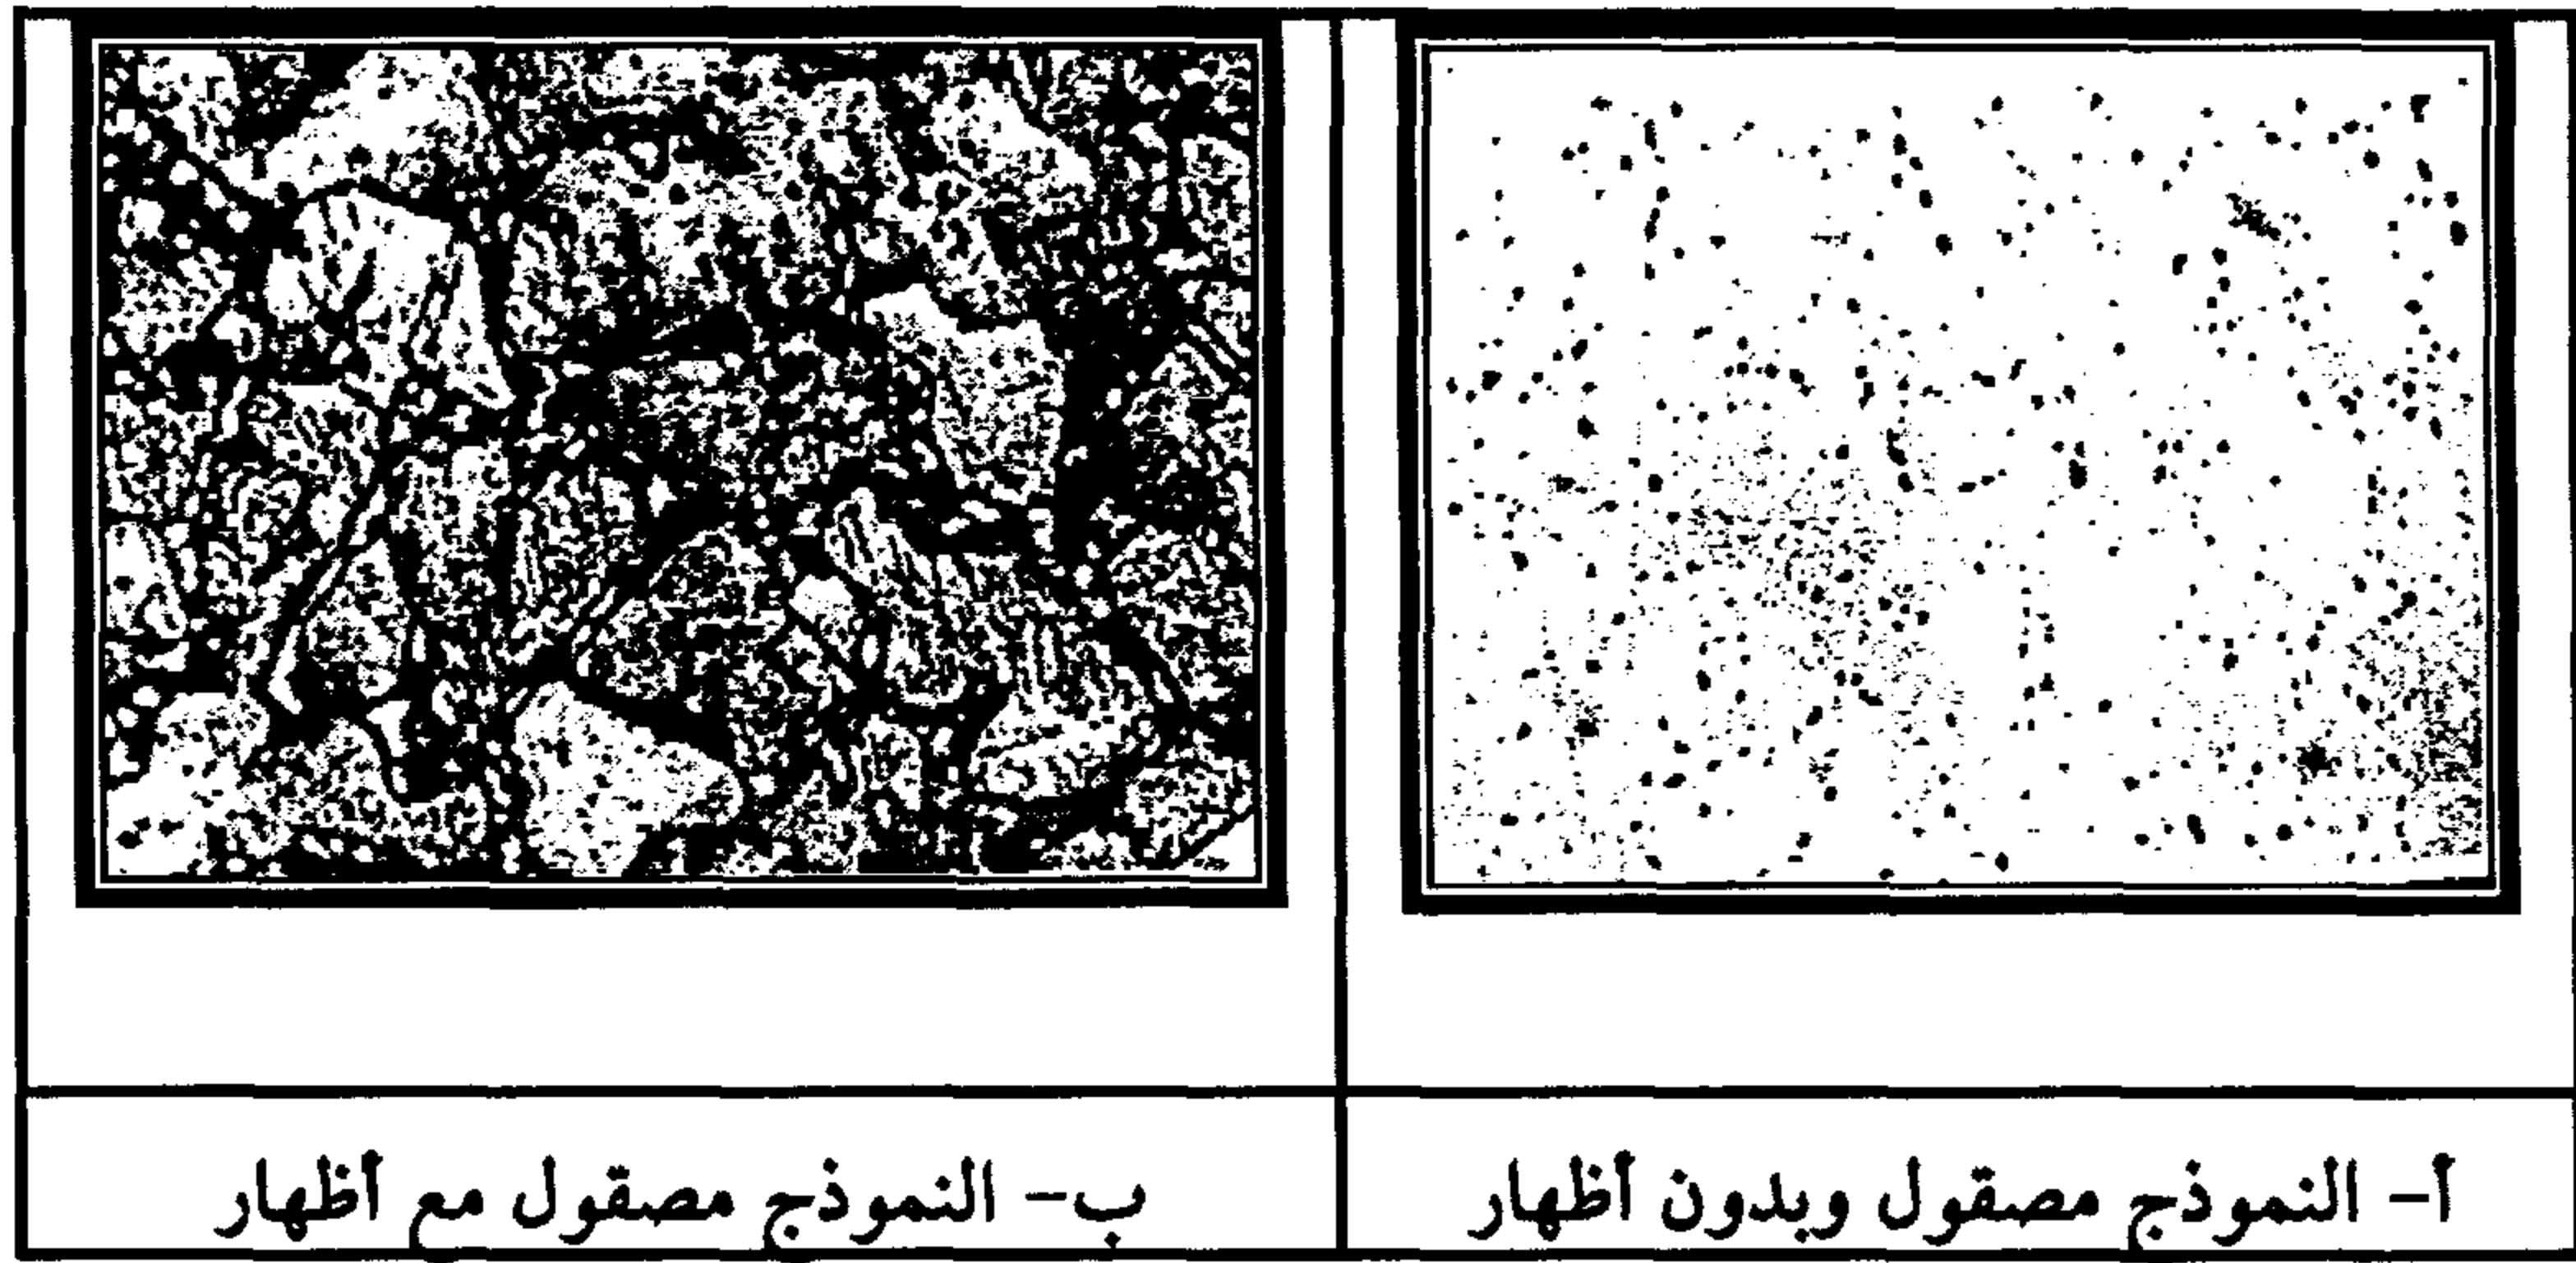 أ- النموذج مصقول وبدون أظهار
ب- النموذج مصقول مع أظهار